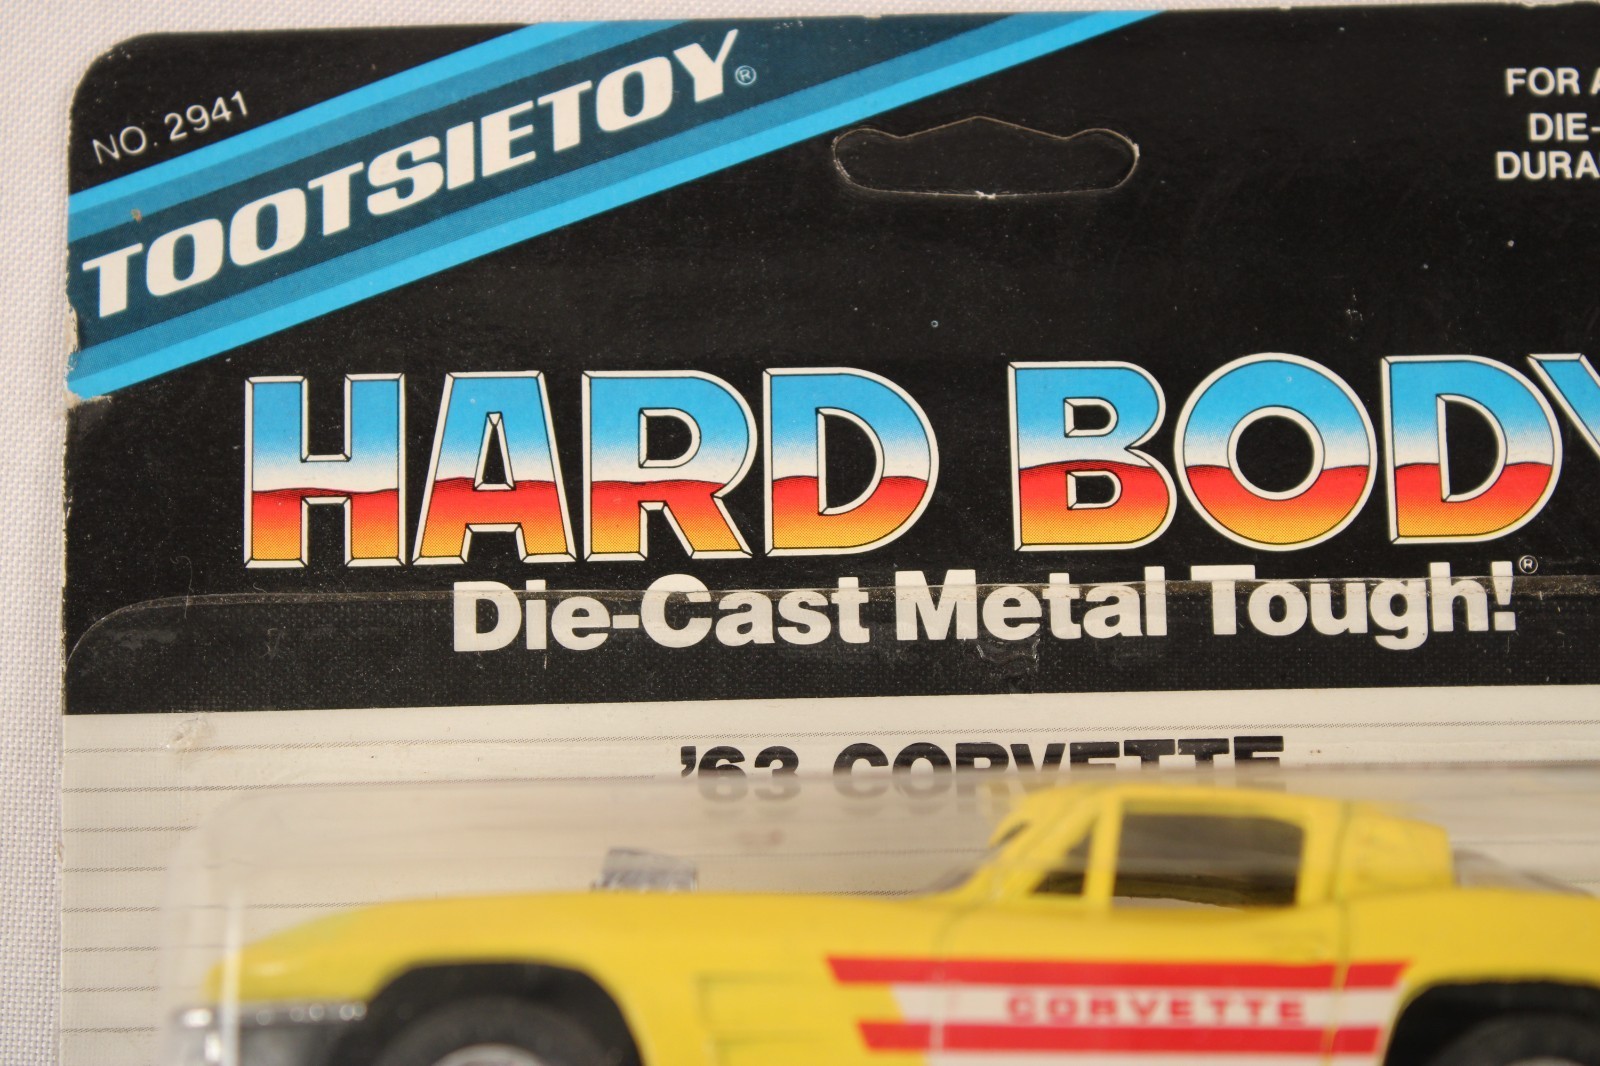 NO. 2941
TOOTSIETOY®
FOR A
DIE-
DURA
HARD BODY
Die-Cast Metal Tough!®
'63 CORVETTE
CORVETTE